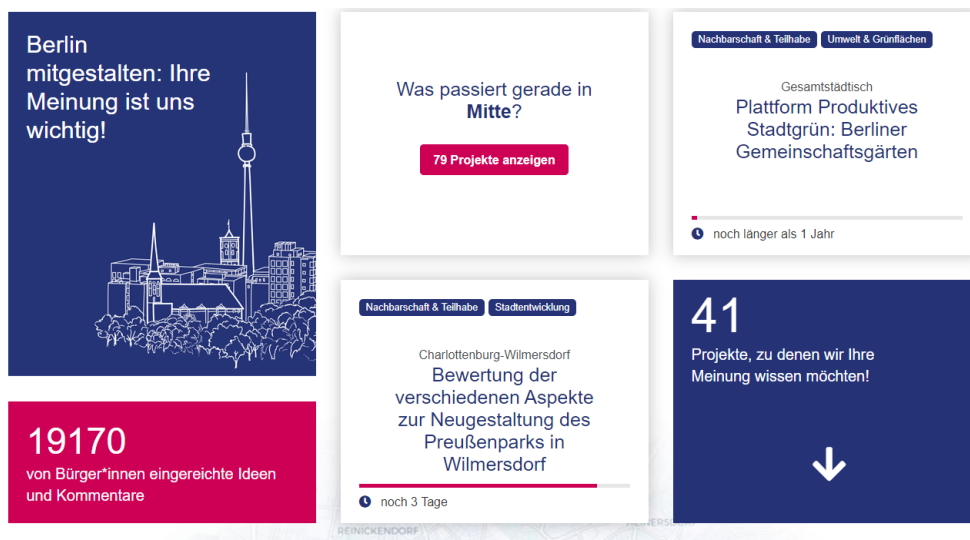 Berlin
mitgestalten: Ihre
Meinung ist uns
wichtig!
19170
von Bürger*innen eingereichte Ideen
und Kommentare
Was passiert gerade in
Mitte?
79 Projekte anzeigen
Nachbarschaft & Teilhabe
Umwelt & Grünflächen
Gesamtstädtisch
Plattform Produktives
Stadtgrün: Berliner
Gemeinschaftsgärten
noch länger als 1 Jahr
Nachbarschaft & Teilhabe
Stadtentwicklung
Charlottenburg-Wilmersdorf
Bewertung der
verschiedenen Aspekte
zur Neugestaltung des
Preußenparks in
Wilmersdorf
noch 3 Tage
41
Projekte, zu denen wir Ihre
Meinung wissen möchten!
REINICKENDORF